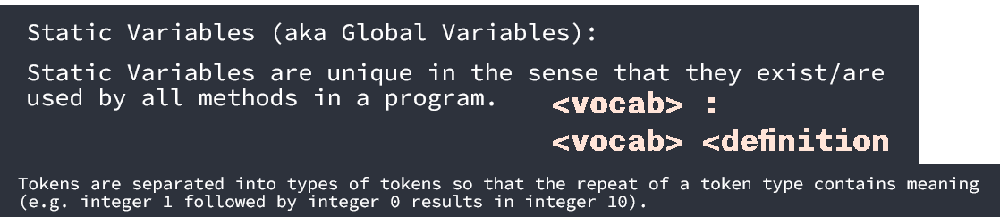 Static Variables (aka Global Variables):
Static Variables are unique in the sense that they exist/are
used by all methods in a program.
<vocab> :
<vocab> <definition
Tokens are separated into types of tokens so that the repeat of a token type contains meaning
(e.g. integer 1 followed by integer 0 results in integer 10).